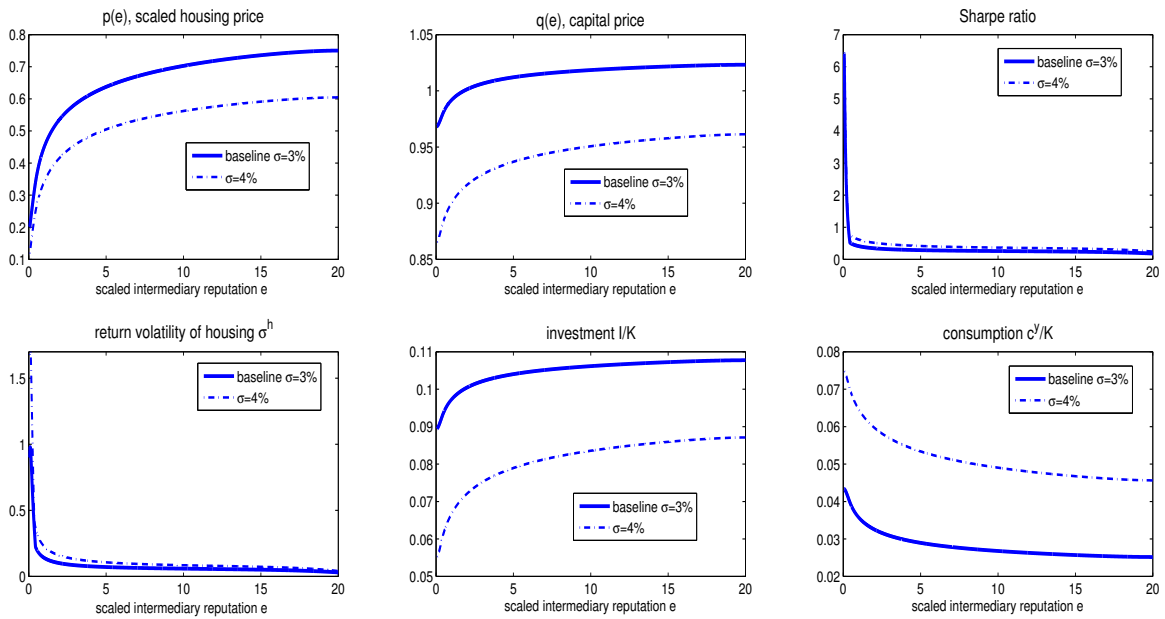 p(e), scaled housing price
0.8
0.7
0.6
0.5
0.4
0.3
0.2
0.1
0 5 10 15 20
baseline σ=3%
σ=4%
scaled intermediary reputation e
q(e), capital price
1.05
1
0.95
0.9
0.85
0 5 10 15 20
baseline σ=3%
σ=4%
scaled intermediary reputation e
Sharpe ratio
7
6
5
4
3
2
1
0
0 5 10 15 20
baseline σ=3%
σ=4%
scaled intermediary reputation e
return volatility of housing σʰ
1.5
1
0.5
0
0 5 10 15 20
baseline σ=3%
σ=4%
scaled intermediary reputation e
investment I/K
0.11
0.1
0.09
0.08
0.07
0.06
0.05
0 5 10 15 20
baseline σ=3%
σ=4%
scaled intermediary reputation e
consumption cʸ/K
0.08
0.07
0.06
0.05
0.04
0.03
0.02
0 5 10 15 20
baseline σ=3%
σ=4%
scaled intermediary reputation e